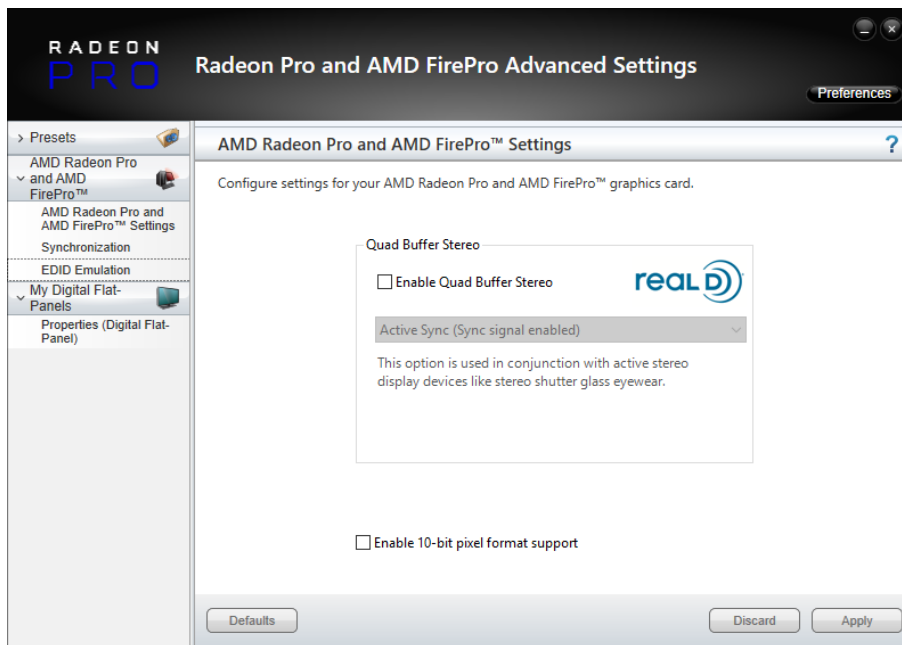 RADEON
PRO
Radeon Pro and AMD FirePro Advanced Settings
Preferences
Presets
AMD Radeon Pro
and AMD
FirePro™
AMD Radeon Pro and
AMD FirePro™ Settings
Synchronization
EDID Emulation
My Digital Flat-
Panels
Properties (Digital Flat-
Panel)
AMD Radeon Pro and AMD FirePro™ Settings
?
Configure settings for your AMD Radeon Pro and AMD FirePro™ graphics card.
Quad Buffer Stereo
Enable Quad Buffer Stereo
reaL D
Active Sync (Sync signal enabled)
This option is used in conjunction with active stereo
display devices like stereo shutter glass eyewear.
Enable 10-bit pixel format support
Defaults
Discard
Apply